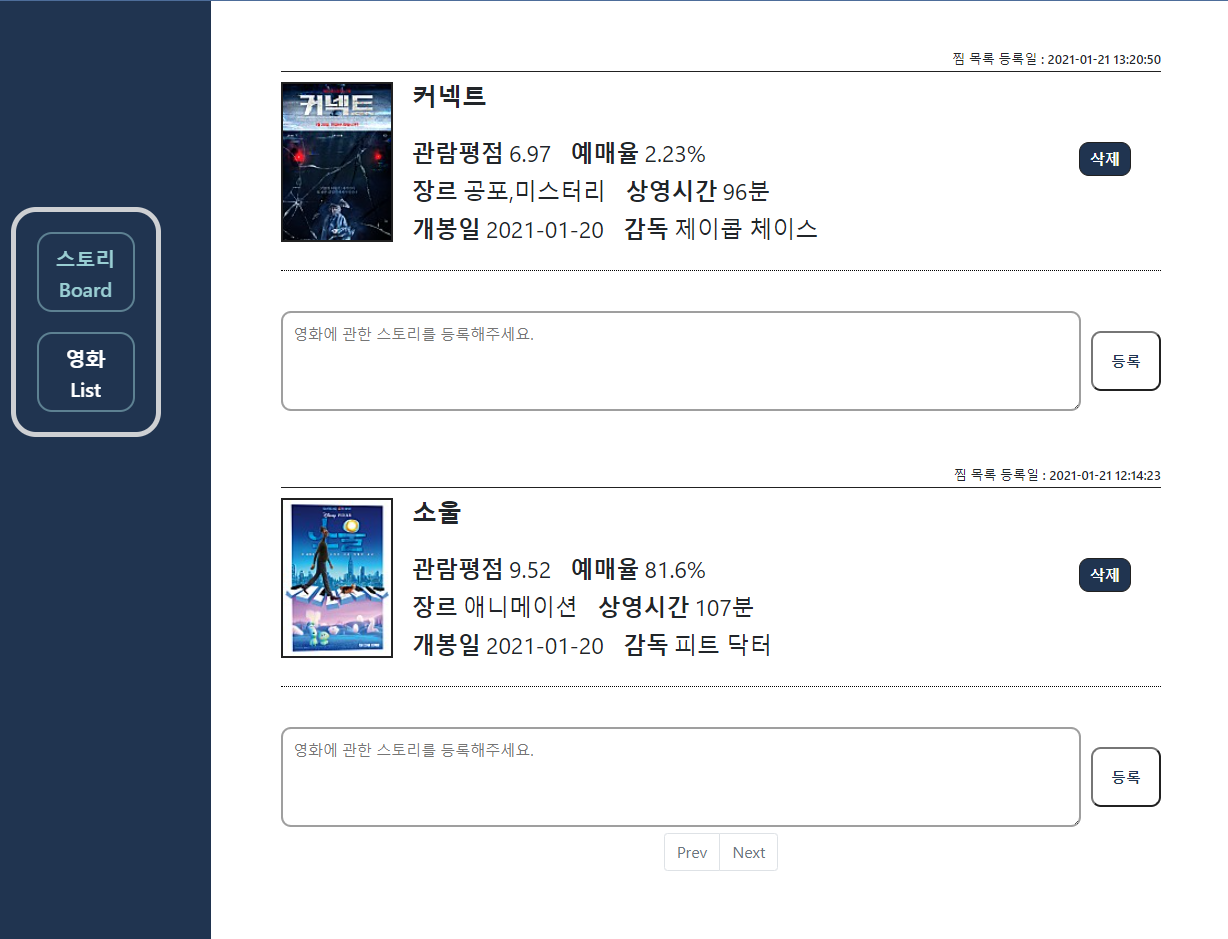 스토리
Board
영화
List
찜 목록 등록일 : 2021-01-21 13:20:50
커넥트
커넥트
관람평점 6.97 예매율 2.23%
장르 공포,미스터리 상영시간 96분
개봉일 2021-01-20 감독 제이콥 체이스
삭제
영화에 관한 스토리를 등록해주세요.
등록
찜 목록 등록일 : 2021-01-21 12:14:23
소울
소울
관람평점 9.52 예매율 81.6%
장르 애니메이션 상영시간 107분
개봉일 2021-01-20 감독 피트 닥터
삭제
영화에 관한 스토리를 등록해주세요.
등록
Prev
Next